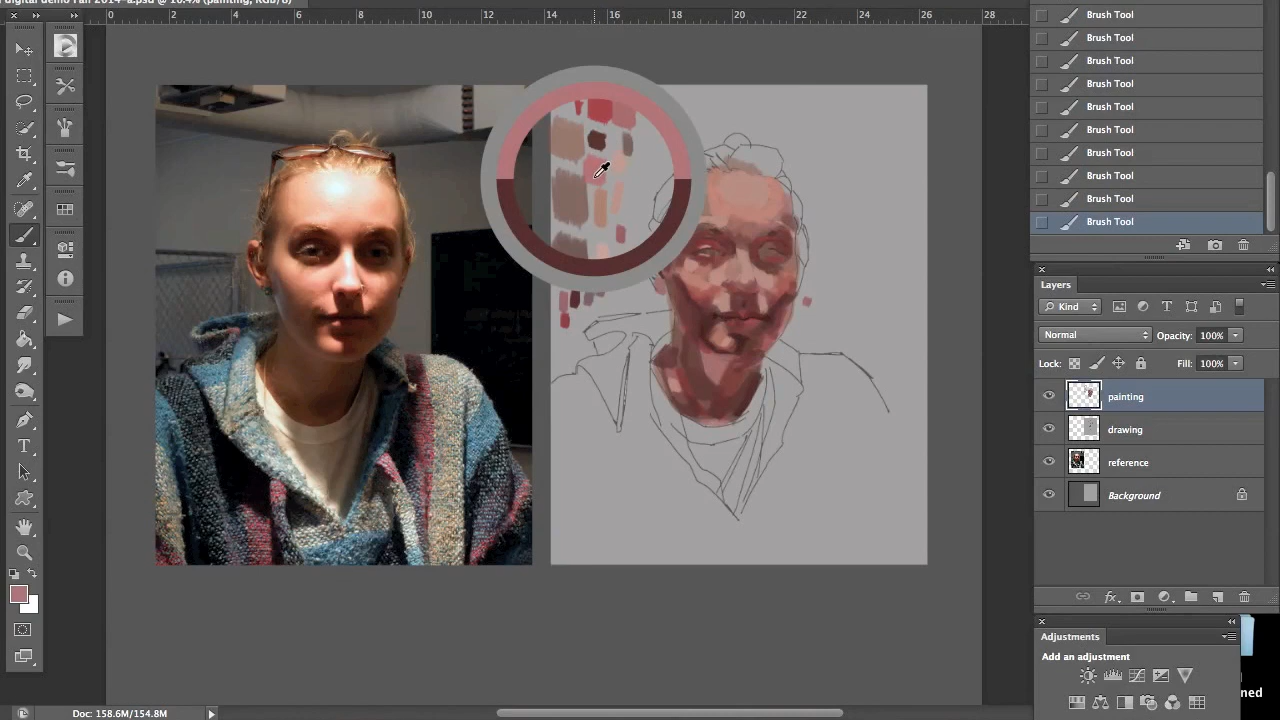 digital demo Fall 2014-a.psd @ 16.4% (painting, RGB/8)
0 2 4 6 8 10 12 14 16 18 20 22 24 26 28
Brush Tool
Brush Tool
Brush Tool
Brush Tool
Brush Tool
Brush Tool
Brush Tool
Brush Tool
Brush Tool
Brush Tool
Layers
Kind
Normal
Opacity: 100%
Lock:
Fill: 100%
painting
drawing
reference
Background
Adjustments
Add an adjustment
ned
Doc: 158.6M/154.8M